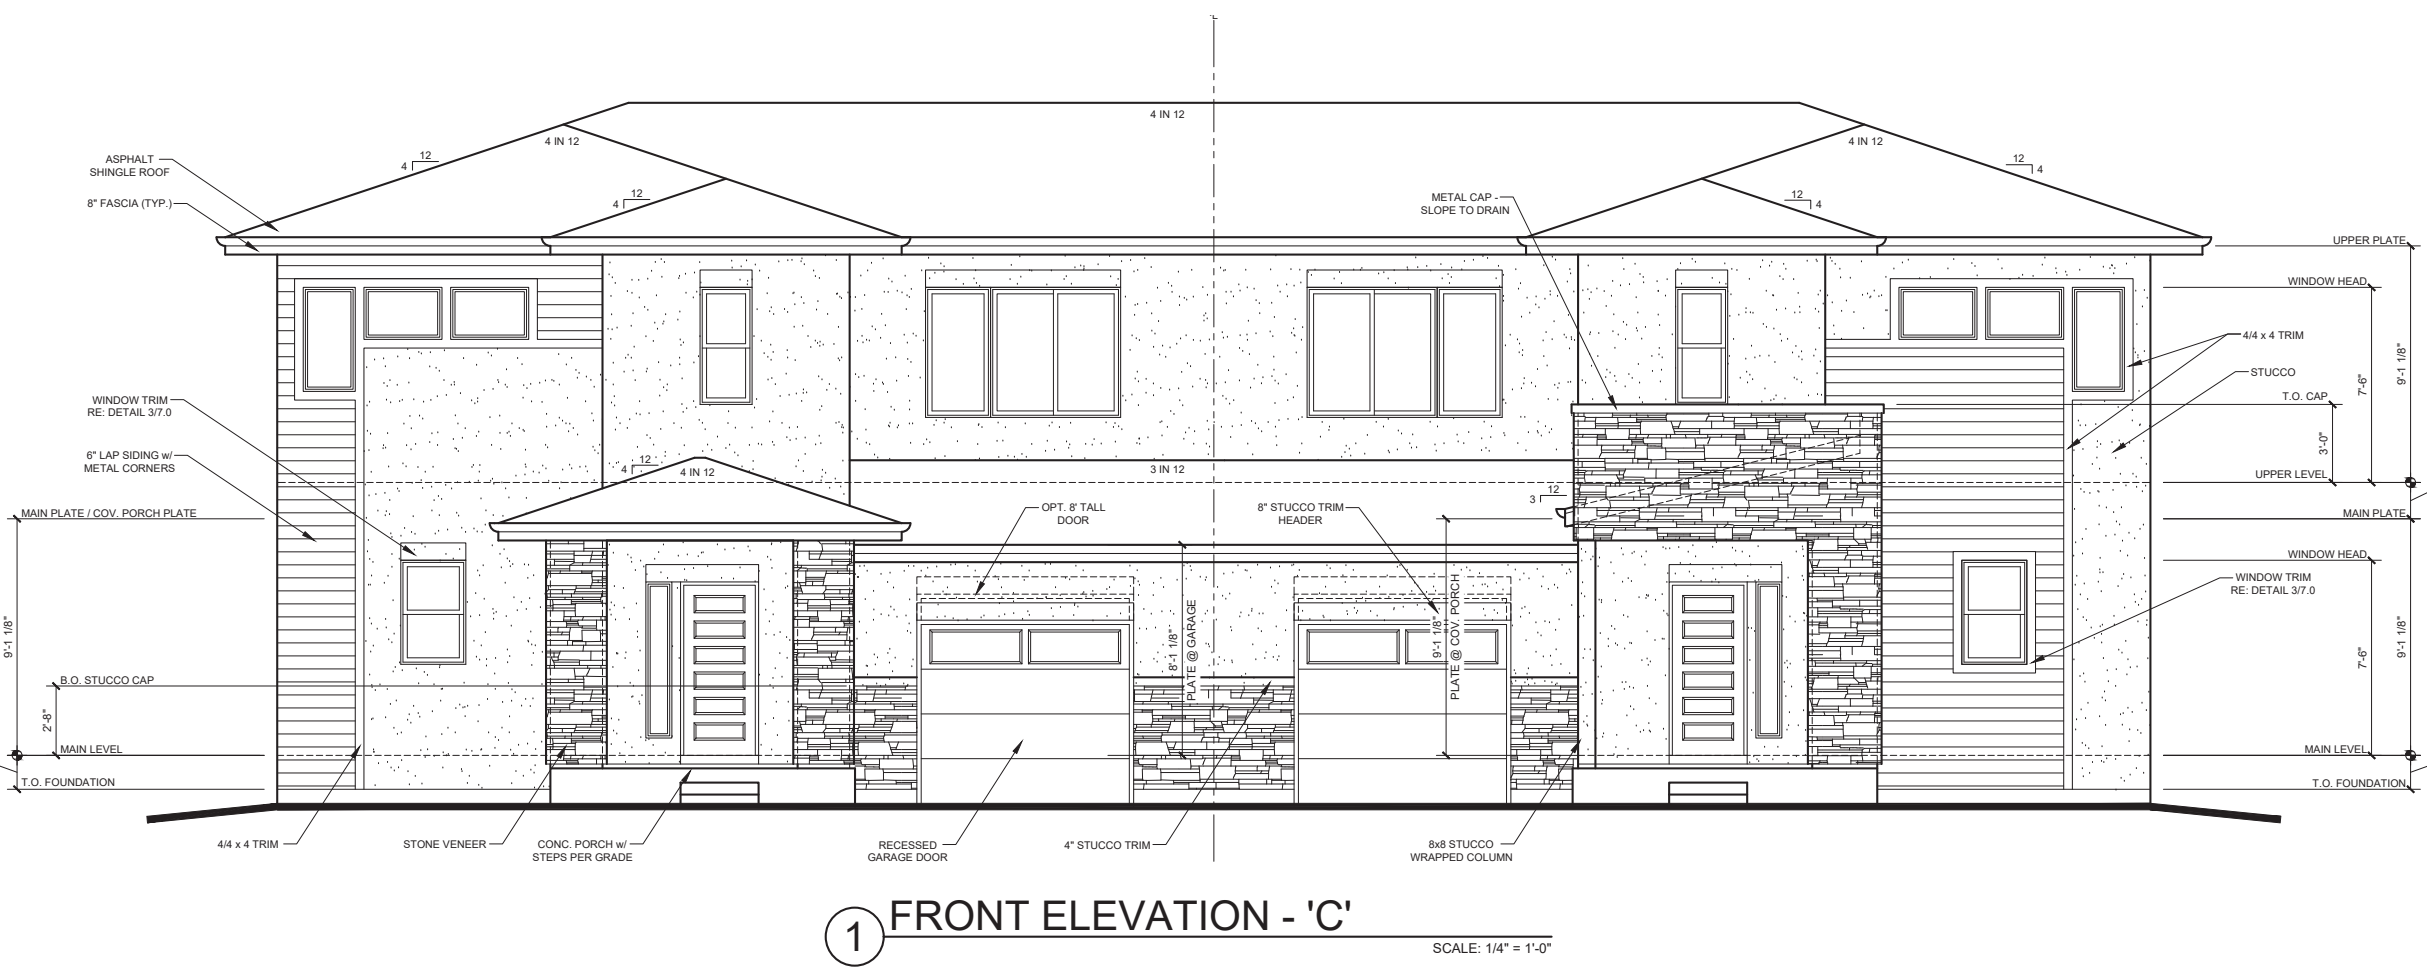 4 IN 12
4 IN 12
4 IN 12
12
4
12
4
12
4
12
4
ASPHALT
SHINGLE ROOF
8" FASCIA (TYP.)
METAL CAP -
SLOPE TO DRAIN
UPPER PLATE
WINDOW HEAD
4/4 x 4 TRIM
STUCCO
T.O. CAP
9'-1 1/8"
7'-6"
3'-0"
UPPER LEVEL
MAIN PLATE
WINDOW HEAD
WINDOW TRIM
RE: DETAIL 3/7.0
7'-6"
9'-1 1/8"
MAIN LEVEL
T.O. FOUNDATION
WINDOW TRIM
RE: DETAIL 3/7.0
6" LAP SIDING w/
METAL CORNERS
12
4
4 IN 12
3 IN 12
12
3
MAIN PLATE / COV. PORCH PLATE
OPT. 8' TALL
DOOR
8" STUCCO TRIM
HEADER
9'-1 1/8"
8'-1 1/8"
PLATE @ GARAGE
9'-1 1/8"
PLATE @ COV. PORCH
B.O. STUCCO CAP
2'-8"
MAIN LEVEL
T.O. FOUNDATION
4/4 x 4 TRIM
STONE VENEER
CONC. PORCH w/
STEPS PER GRADE
RECESSED
GARAGE DOOR
4" STUCCO TRIM
8x8 STUCCO
WRAPPED COLUMN
1
FRONT ELEVATION - 'C'
SCALE: 1/4" = 1'-0"